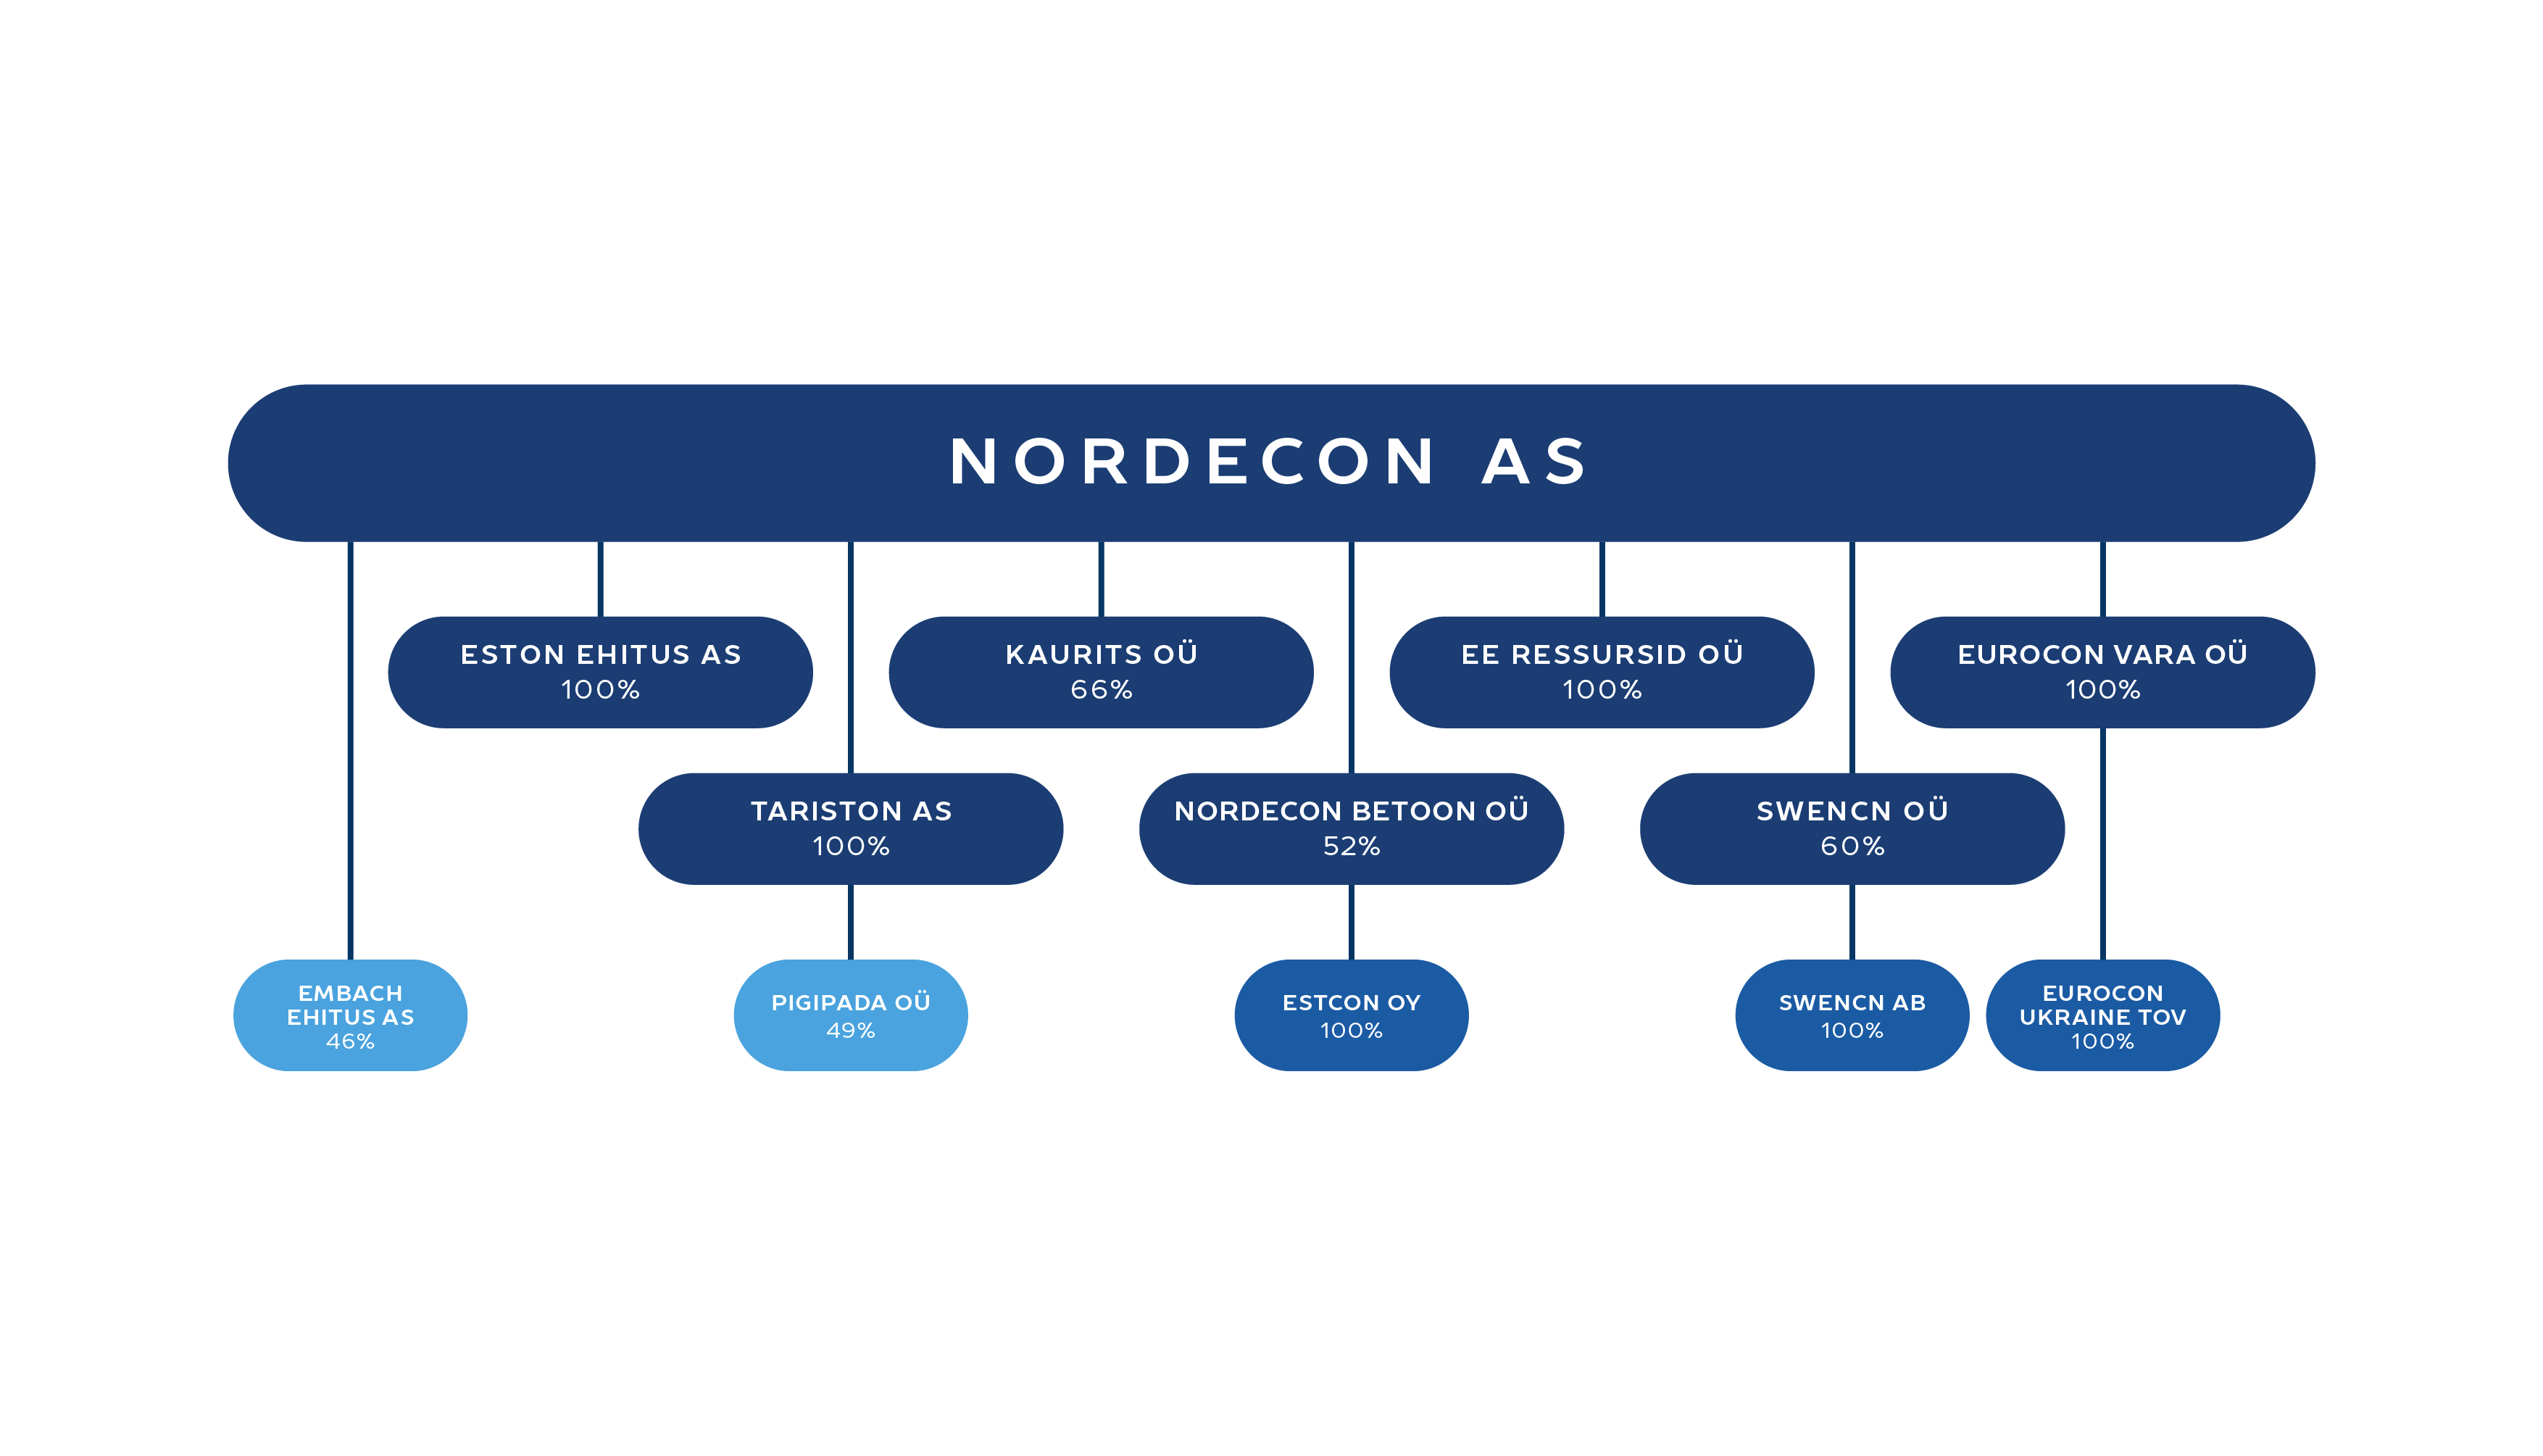 NORDECON AS
ESTON EHITUS AS
100%
KAURITS OÜ
66%
EE RESSURSID OÜ
100%
EUROCON VARA OÜ
100%
TARISTON AS
100%
NORDECON BETOON OÜ
52%
SWENCN OÜ
60%
EMBACH
EHITUS AS
46%
PIGIPADA OÜ
49%
ESTCON OY
100%
SWENCN AB
100%
EUROCON
UKRAINE TOV
100%